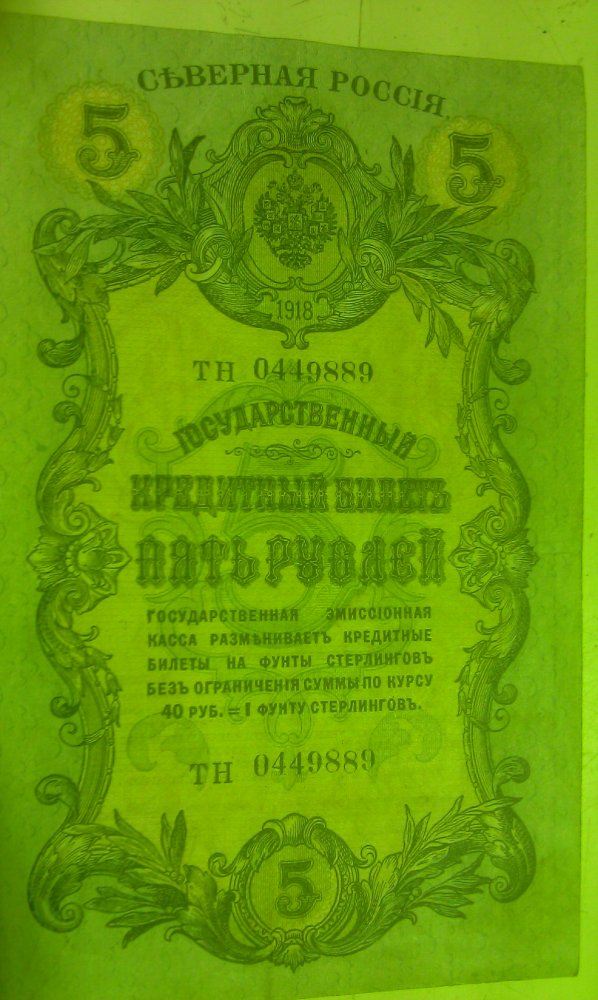 СѢВЕРНАЯ РОССІЯ.
5 5
1918
ТН 0449889
ГОСУДАРСТВЕННЫЙ
КРЕДИТНЫЙ БИЛЕТЪ
ПЯТЬ РУБЛЕЙ
ГОСУДАРСТВЕННАЯ ЭМИССІОННАЯ
КАССА РАЗМѢНИВАЕТЪ КРЕДИТНЫЕ
БИЛЕТЫ НА ФУНТЫ СТЕРЛИНГОВЪ
БЕЗЪ ОГРАНИЧЕНІЯ СУММЫ ПО КУРСУ
40 РУБ. = 1 ФУНТУ СТЕРЛИНГОВЪ.
ТН 0449889
5